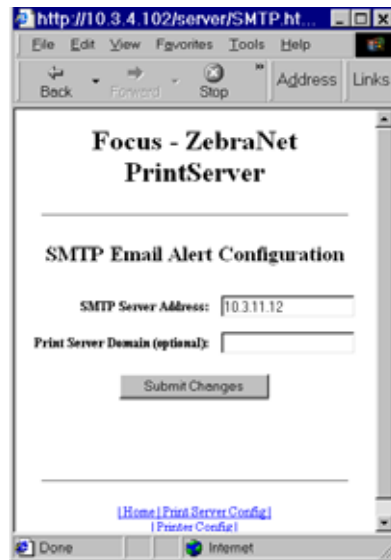 http://10.3.4.102/server/SMTP.ht...
File Edit View Favorites Tools Help
Back Forward Stop » Address Links
Focus - ZebraNet
PrintServer
SMTP Email Alert Configuration
SMTP Server Address: 10.3.11.12
Print Server Domain (optional):
Submit Changes
| Home | Print Server Config |
| Printer Config |
Done Internet